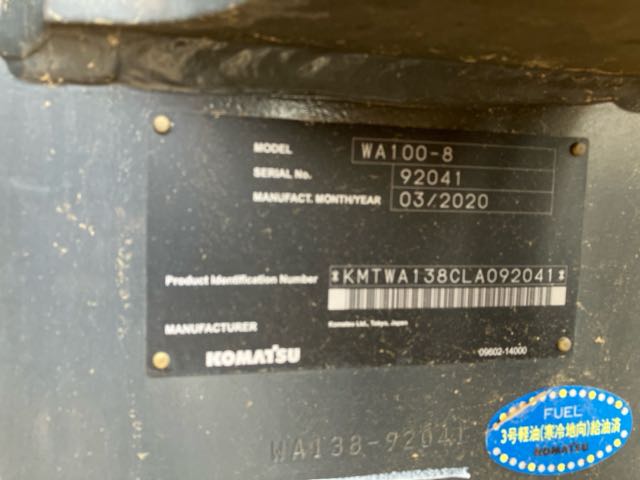 MODEL WA100-8
SERIAL No. 92041
MANUFACT. MONTH/YEAR 03/2020
Product Identification Number *KMTWA138CLA092041*
MANUFACTURER Komatsu Ltd., Tokyo, Japan
KOMATSU 09602-14000
WA138-92041
FUEL
3号軽油(寒冷地向)給油済
KOMATSU